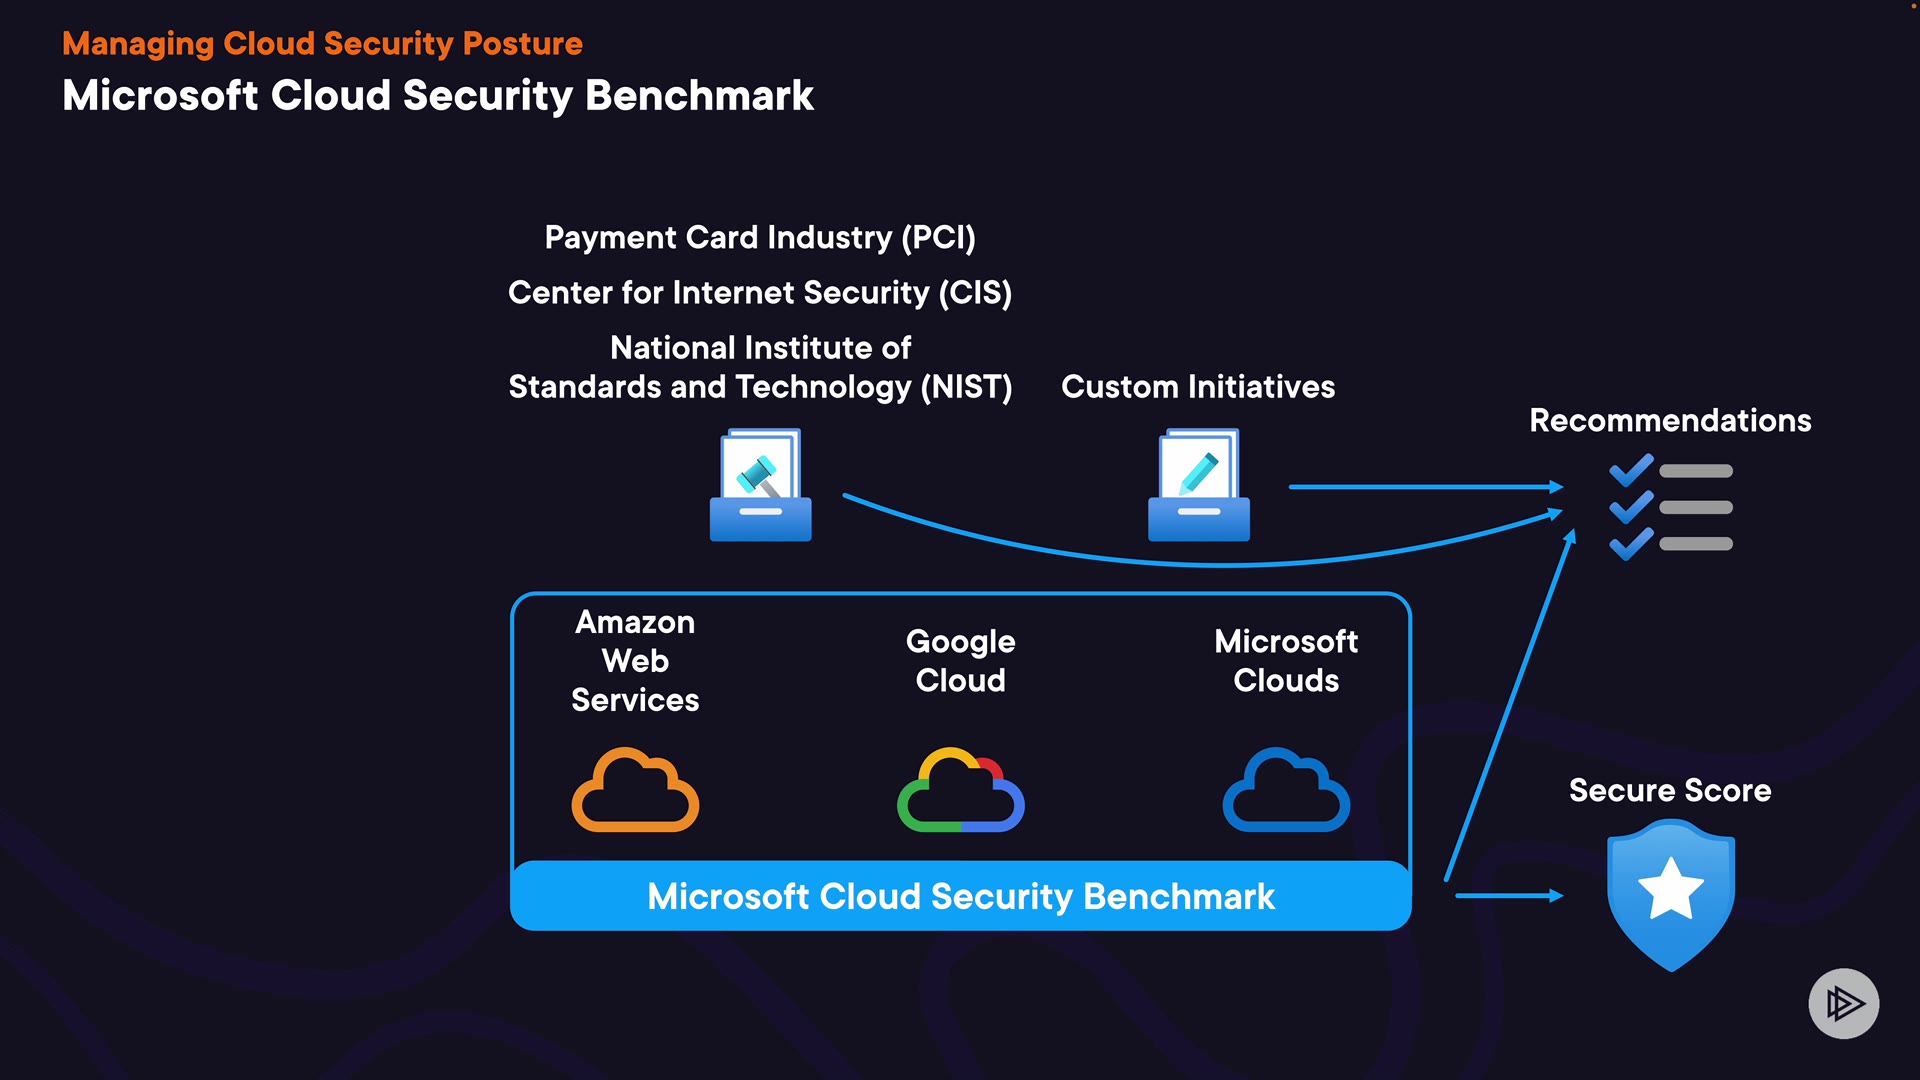 Managing Cloud Security Posture
Microsoft Cloud Security Benchmark
Payment Card Industry (PCI)
Center for Internet Security (CIS)
National Institute of
Standards and Technology (NIST)
Custom Initiatives
Recommendations
Amazon
Web
Services
Google
Cloud
Microsoft
Clouds
Microsoft Cloud Security Benchmark
Secure Score